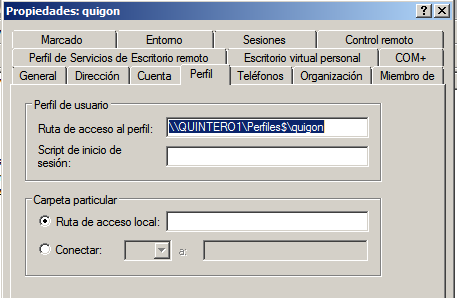 Propiedades: quigon
Marcado Entorno Sesiones Control remoto
Perfil de Servicios de Escritorio remoto Escritorio virtual personal COM+
General Dirección Cuenta Perfil Teléfonos Organización Miembro de
Perfil de usuario
Ruta de acceso al perfil: \\QUINTERO1\Perfiles$\quigon
Script de inicio de
sesión:
Carpeta particular
Ruta de acceso local:
Conectar: a: